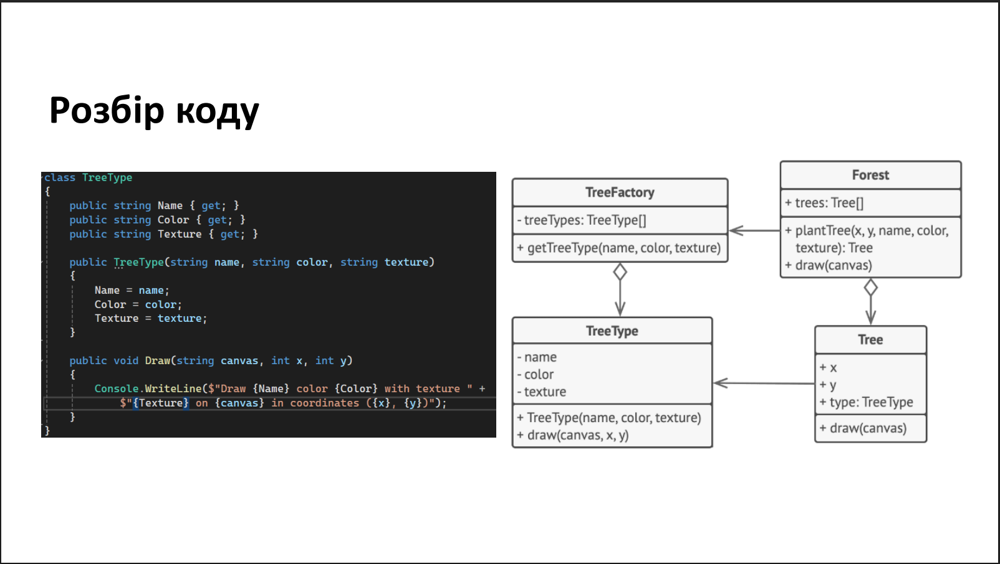 Розбір коду
class TreeType
{
public string Name { get; }
public string Color { get; }
public string Texture { get; }
public TreeType(string name, string color, string texture)
{
Name = name;
Color = color;
Texture = texture;
}
public void Draw(string canvas, int x, int y)
{
Console.WriteLine($"Draw {Name} color {Color} with texture " +
$"{Texture} on {canvas} in coordinates ({x}, {y})");
}
}
TreeFactory
- treeTypes: TreeType[]
+ getTreeType(name, color, texture)
Forest
+ trees: Tree[]
+ plantTree(x, y, name, color,
texture): Tree
+ draw(canvas)
TreeType
- name
- color
- texture
+ TreeType(name, color, texture)
+ draw(canvas, x, y)
Tree
+ x
+ y
+ type: TreeType
+ draw(canvas)